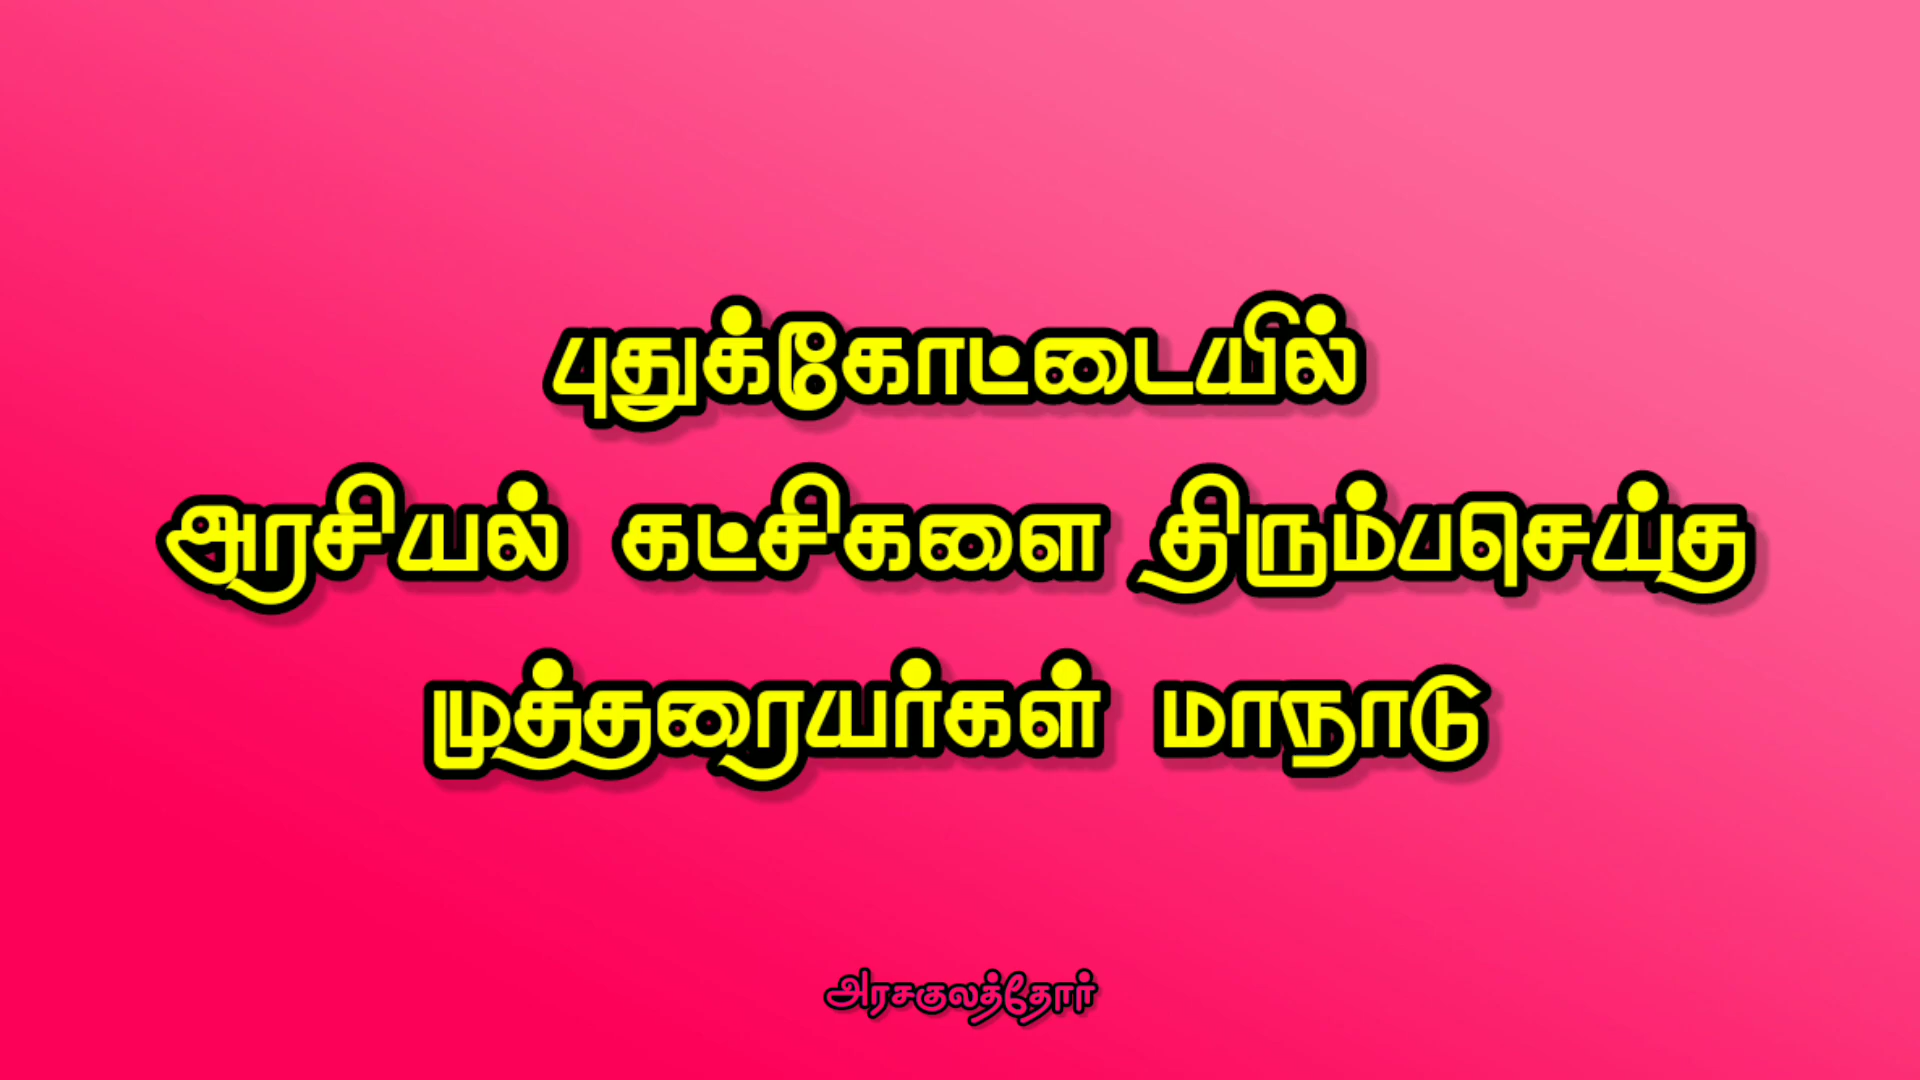 புதுக்கோட்டையில்
அரசியல் கட்சிகளை திரும்பசெய்த
முத்தரையர்கள் மாநாடு
அரசகுலத்தோர்